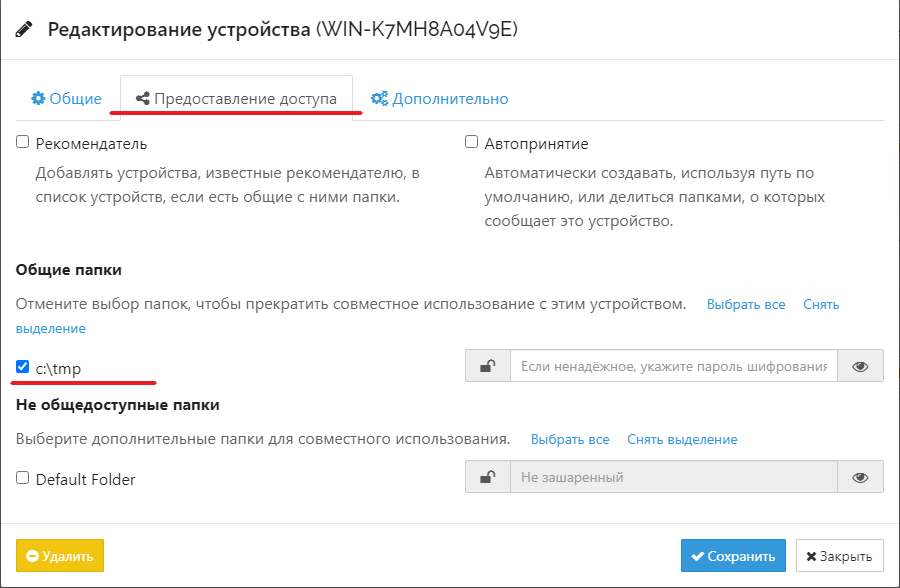 Редактирование устройства (WIN-K7MH8A04V9E)
Общие Предоставление доступа Дополнительно
Рекомендатель Автопринятие
Добавлять устройства, известные рекомендателю, в
список устройств, если есть общие с ними папки.
Автоматически создавать, используя путь по
умолчанию, или делиться папками, о которых
сообщает это устройство.
Общие папки
Отмените выбор папок, чтобы прекратить совместное использование с этим устройством. Выбрать все Снять
выделение
c:\tmp Если ненадёжное, укажите пароль шифрования
Не общедоступные папки
Выберите дополнительные папки для совместного использования. Выбрать все Снять выделение
Default Folder Не зашаренный
Удалить Сохранить Закрыть